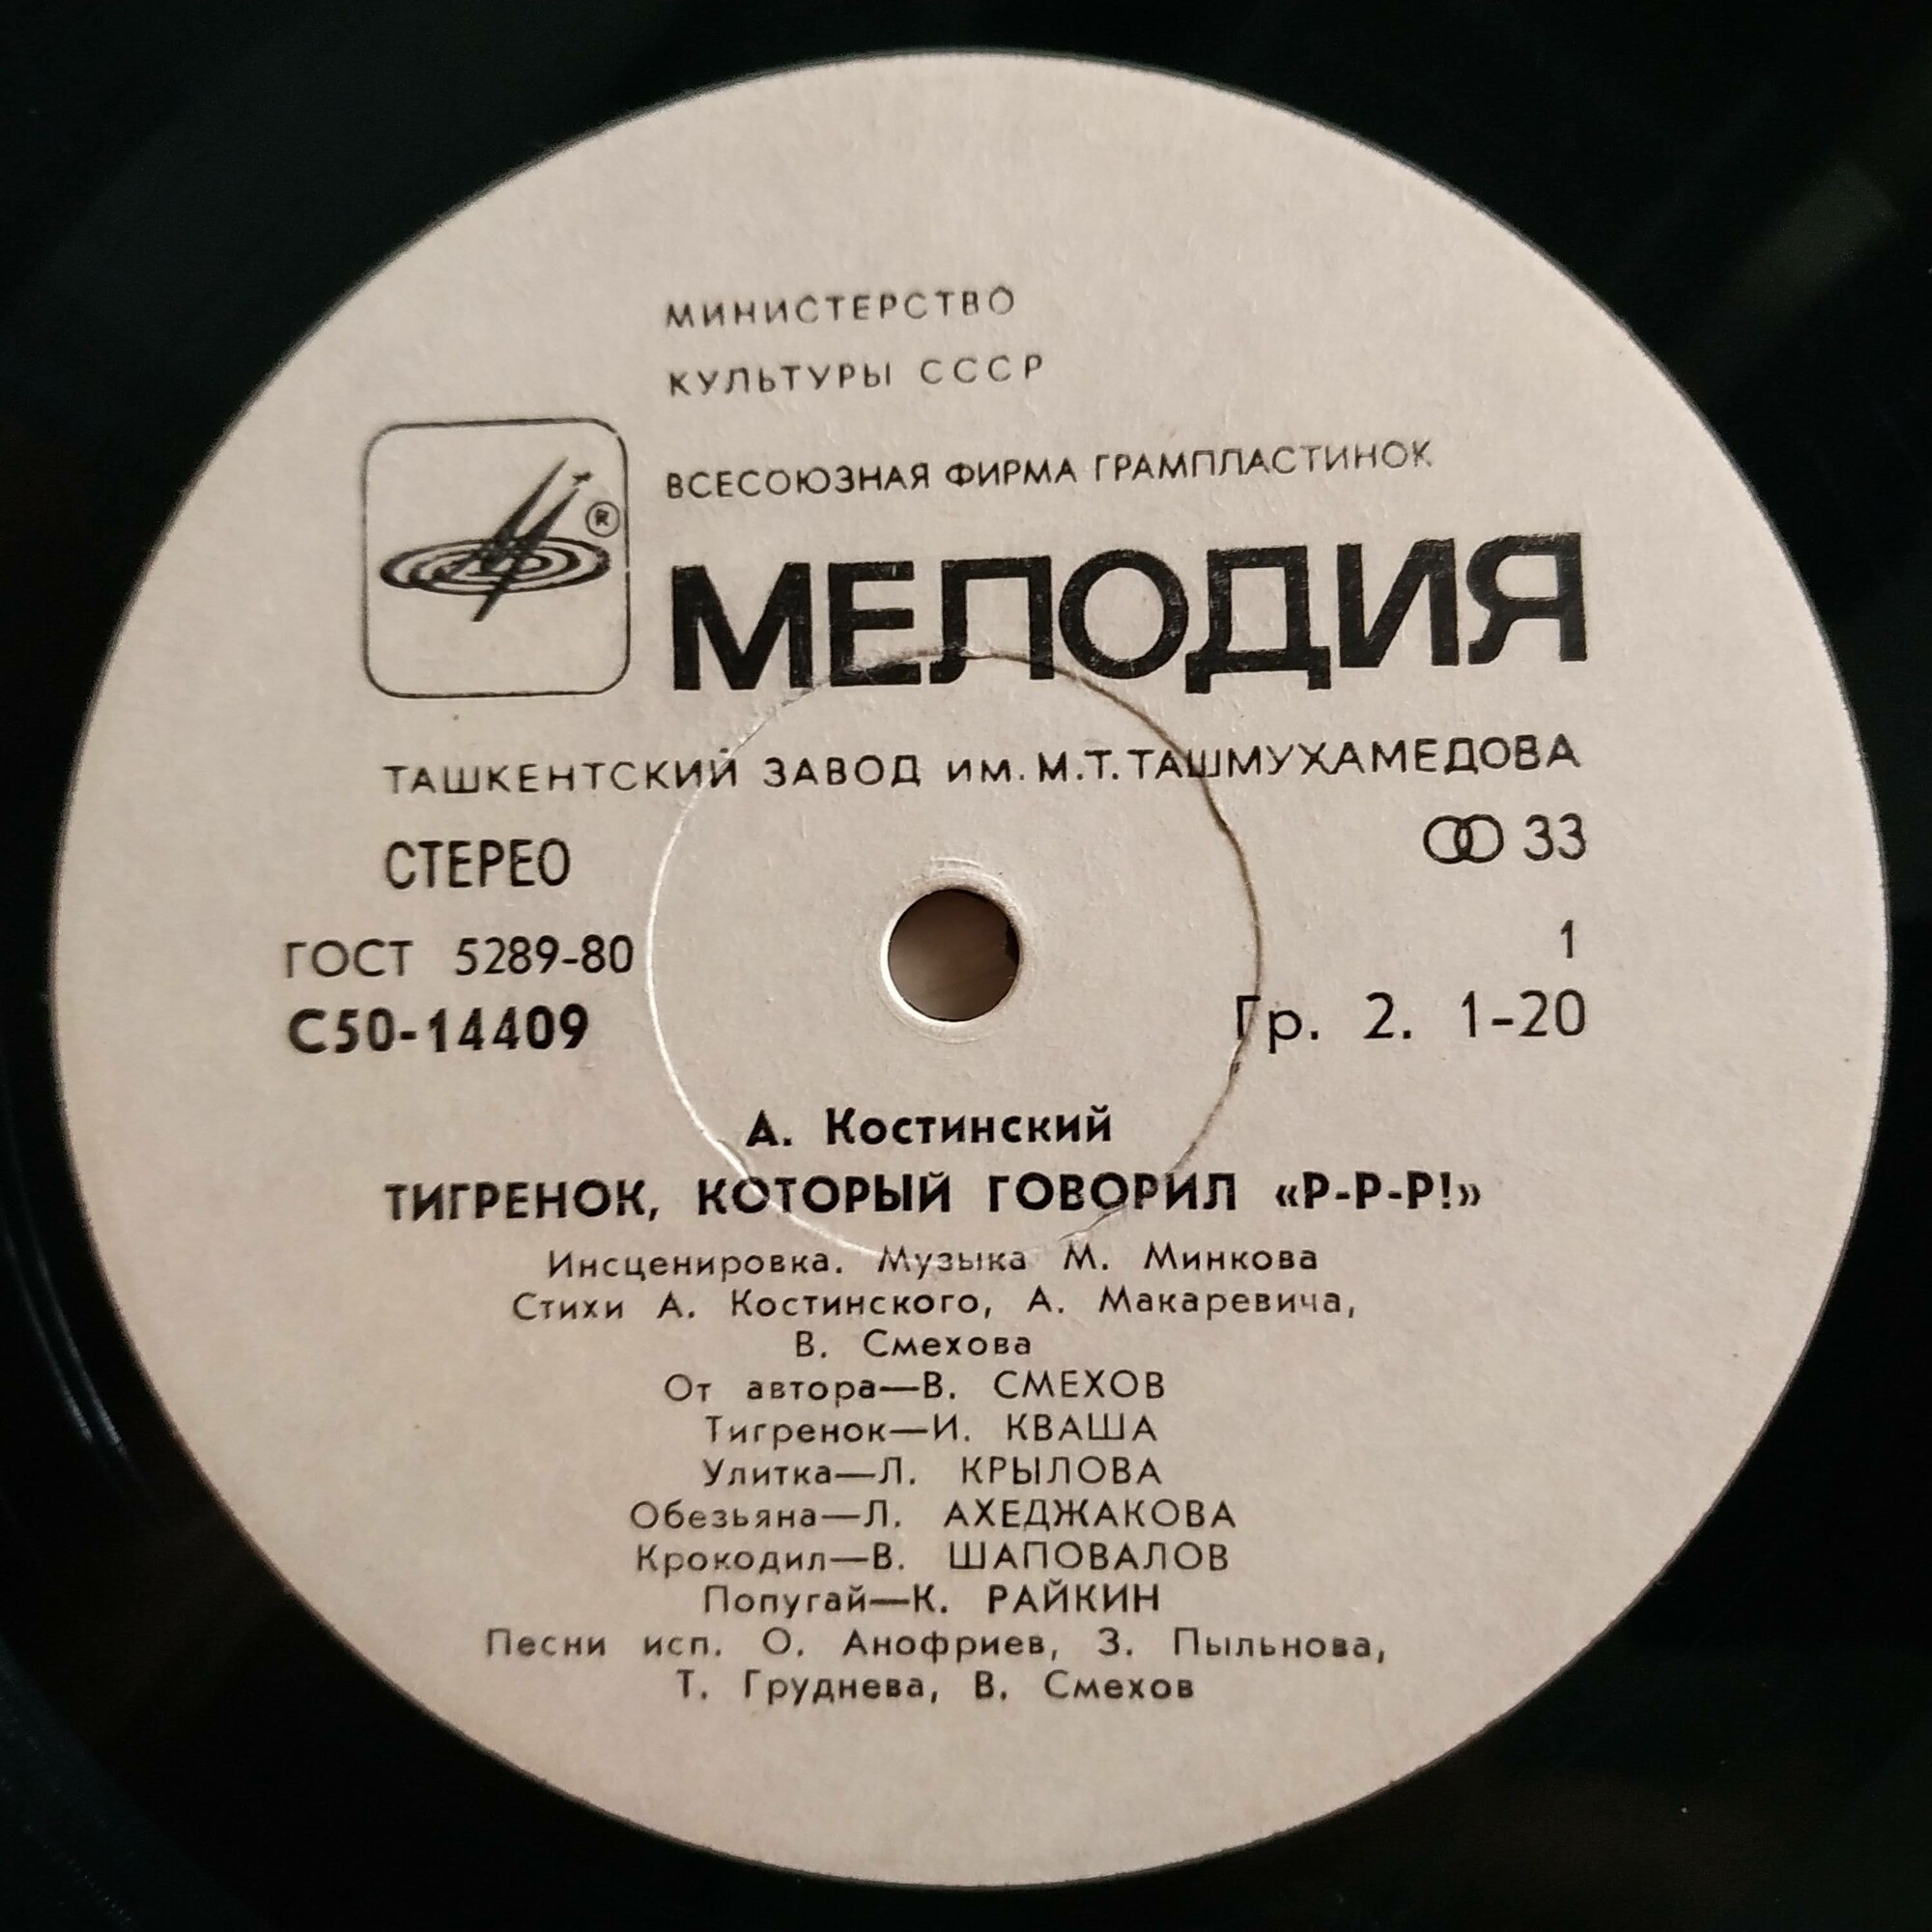 МИНИСТЕРСТВО
КУЛЬТУРЫ СССР
ВСЕСОЮЗНАЯ ФИРМА ГРАМПЛАСТИНОК
®
МЕЛОДИЯ
ТАШКЕНТСКИЙ ЗАВОД им. М.Т. ТАШМУХАМЕДОВА
СТЕРЕО 33
ГОСТ 5289-80 1
С50-14409 Гр. 2. 1-20
А. Костинский
ТИГРЕНОК, КОТОРЫЙ ГОВОРИЛ «Р-Р-Р!»
Инсценировка. Музыка М. Минкова
Стихи А. Костинского, А. Макаревича,
В. Смехова
От автора—В. СМЕХОВ
Тигренок—И. КВАША
Улитка—Л. КРЫЛОВА
Обезьяна—Л. АХЕДЖАКОВА
Крокодил—В. ШАПОВАЛОВ
Попугай—К. РАЙКИН
Песни исп. О. Анофриев, З. Пыльнова,
Т. Груднева, В. Смехов